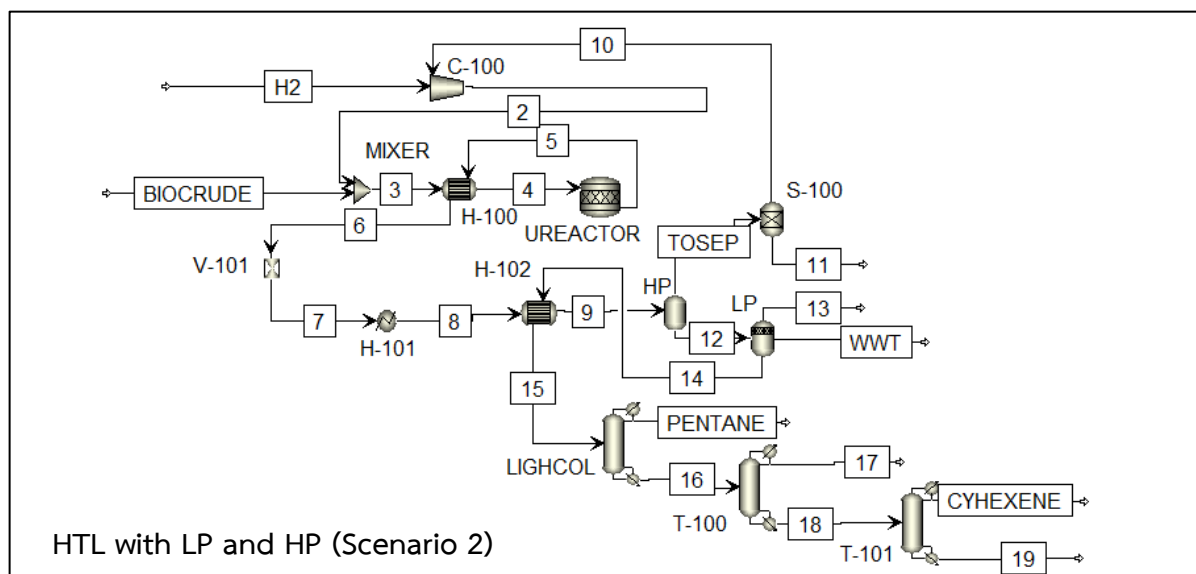 10
C-100
H2
2
5
MIXER
BIOCRUDE
3
4
S-100
H-100
6
UREACTOR
TOSEP
V-101
H-102
11
HP
LP
13
9
7
8
12
WWT
H-101
14
15
PENTANE
LIGHCOL
16
17
CYHEXENE
T-100
18
HTL with LP and HP (Scenario 2)
T-101
19